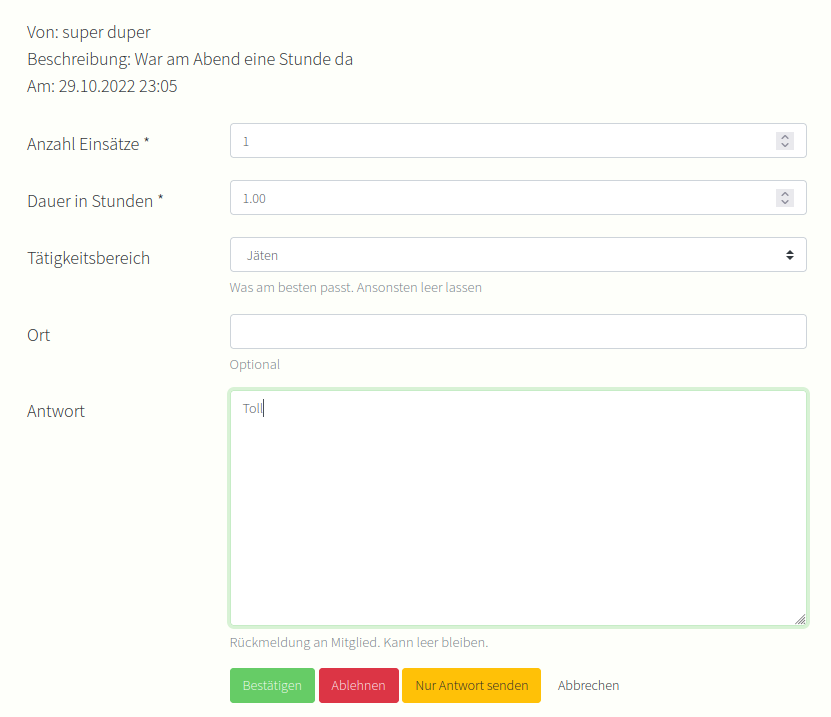 Von: super duper
Beschreibung: War am Abend eine Stunde da
Am: 29.10.2022 23:05
Anzahl Einsätze *
1
Dauer in Stunden *
1.00
Tätigkeitsbereich
Jäten
Was am besten passt. Ansonsten leer lassen
Ort
Optional
Antwort
Toll
Rückmeldung an Mitglied. Kann leer bleiben.
Bestätigen Ablehnen Nur Antwort senden Abbrechen